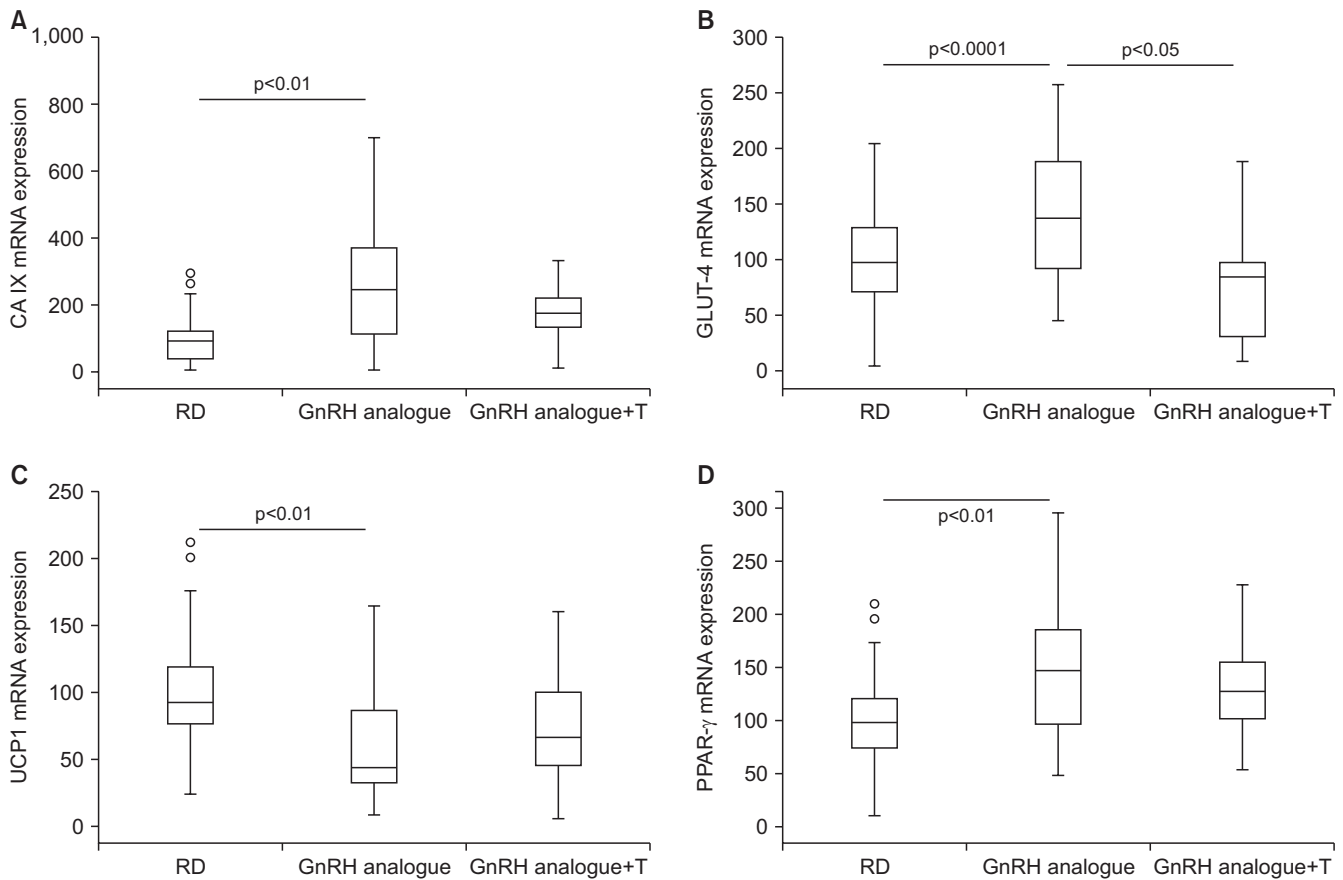 A
CA IX mRNA expression
1,000
800
600
400
200
0
p<0.01
RD
GnRH analogue
GnRH analogue+T
B
GLUT-4 mRNA expression
300
250
200
150
100
50
0
p<0.0001
p<0.05
RD
GnRH analogue
GnRH analogue+T
C
UCP1 mRNA expression
250
200
150
100
50
0
p<0.01
RD
GnRH analogue
GnRH analogue+T
D
PPAR-γ mRNA expression
300
250
200
150
100
50
0
p<0.01
RD
GnRH analogue
GnRH analogue+T